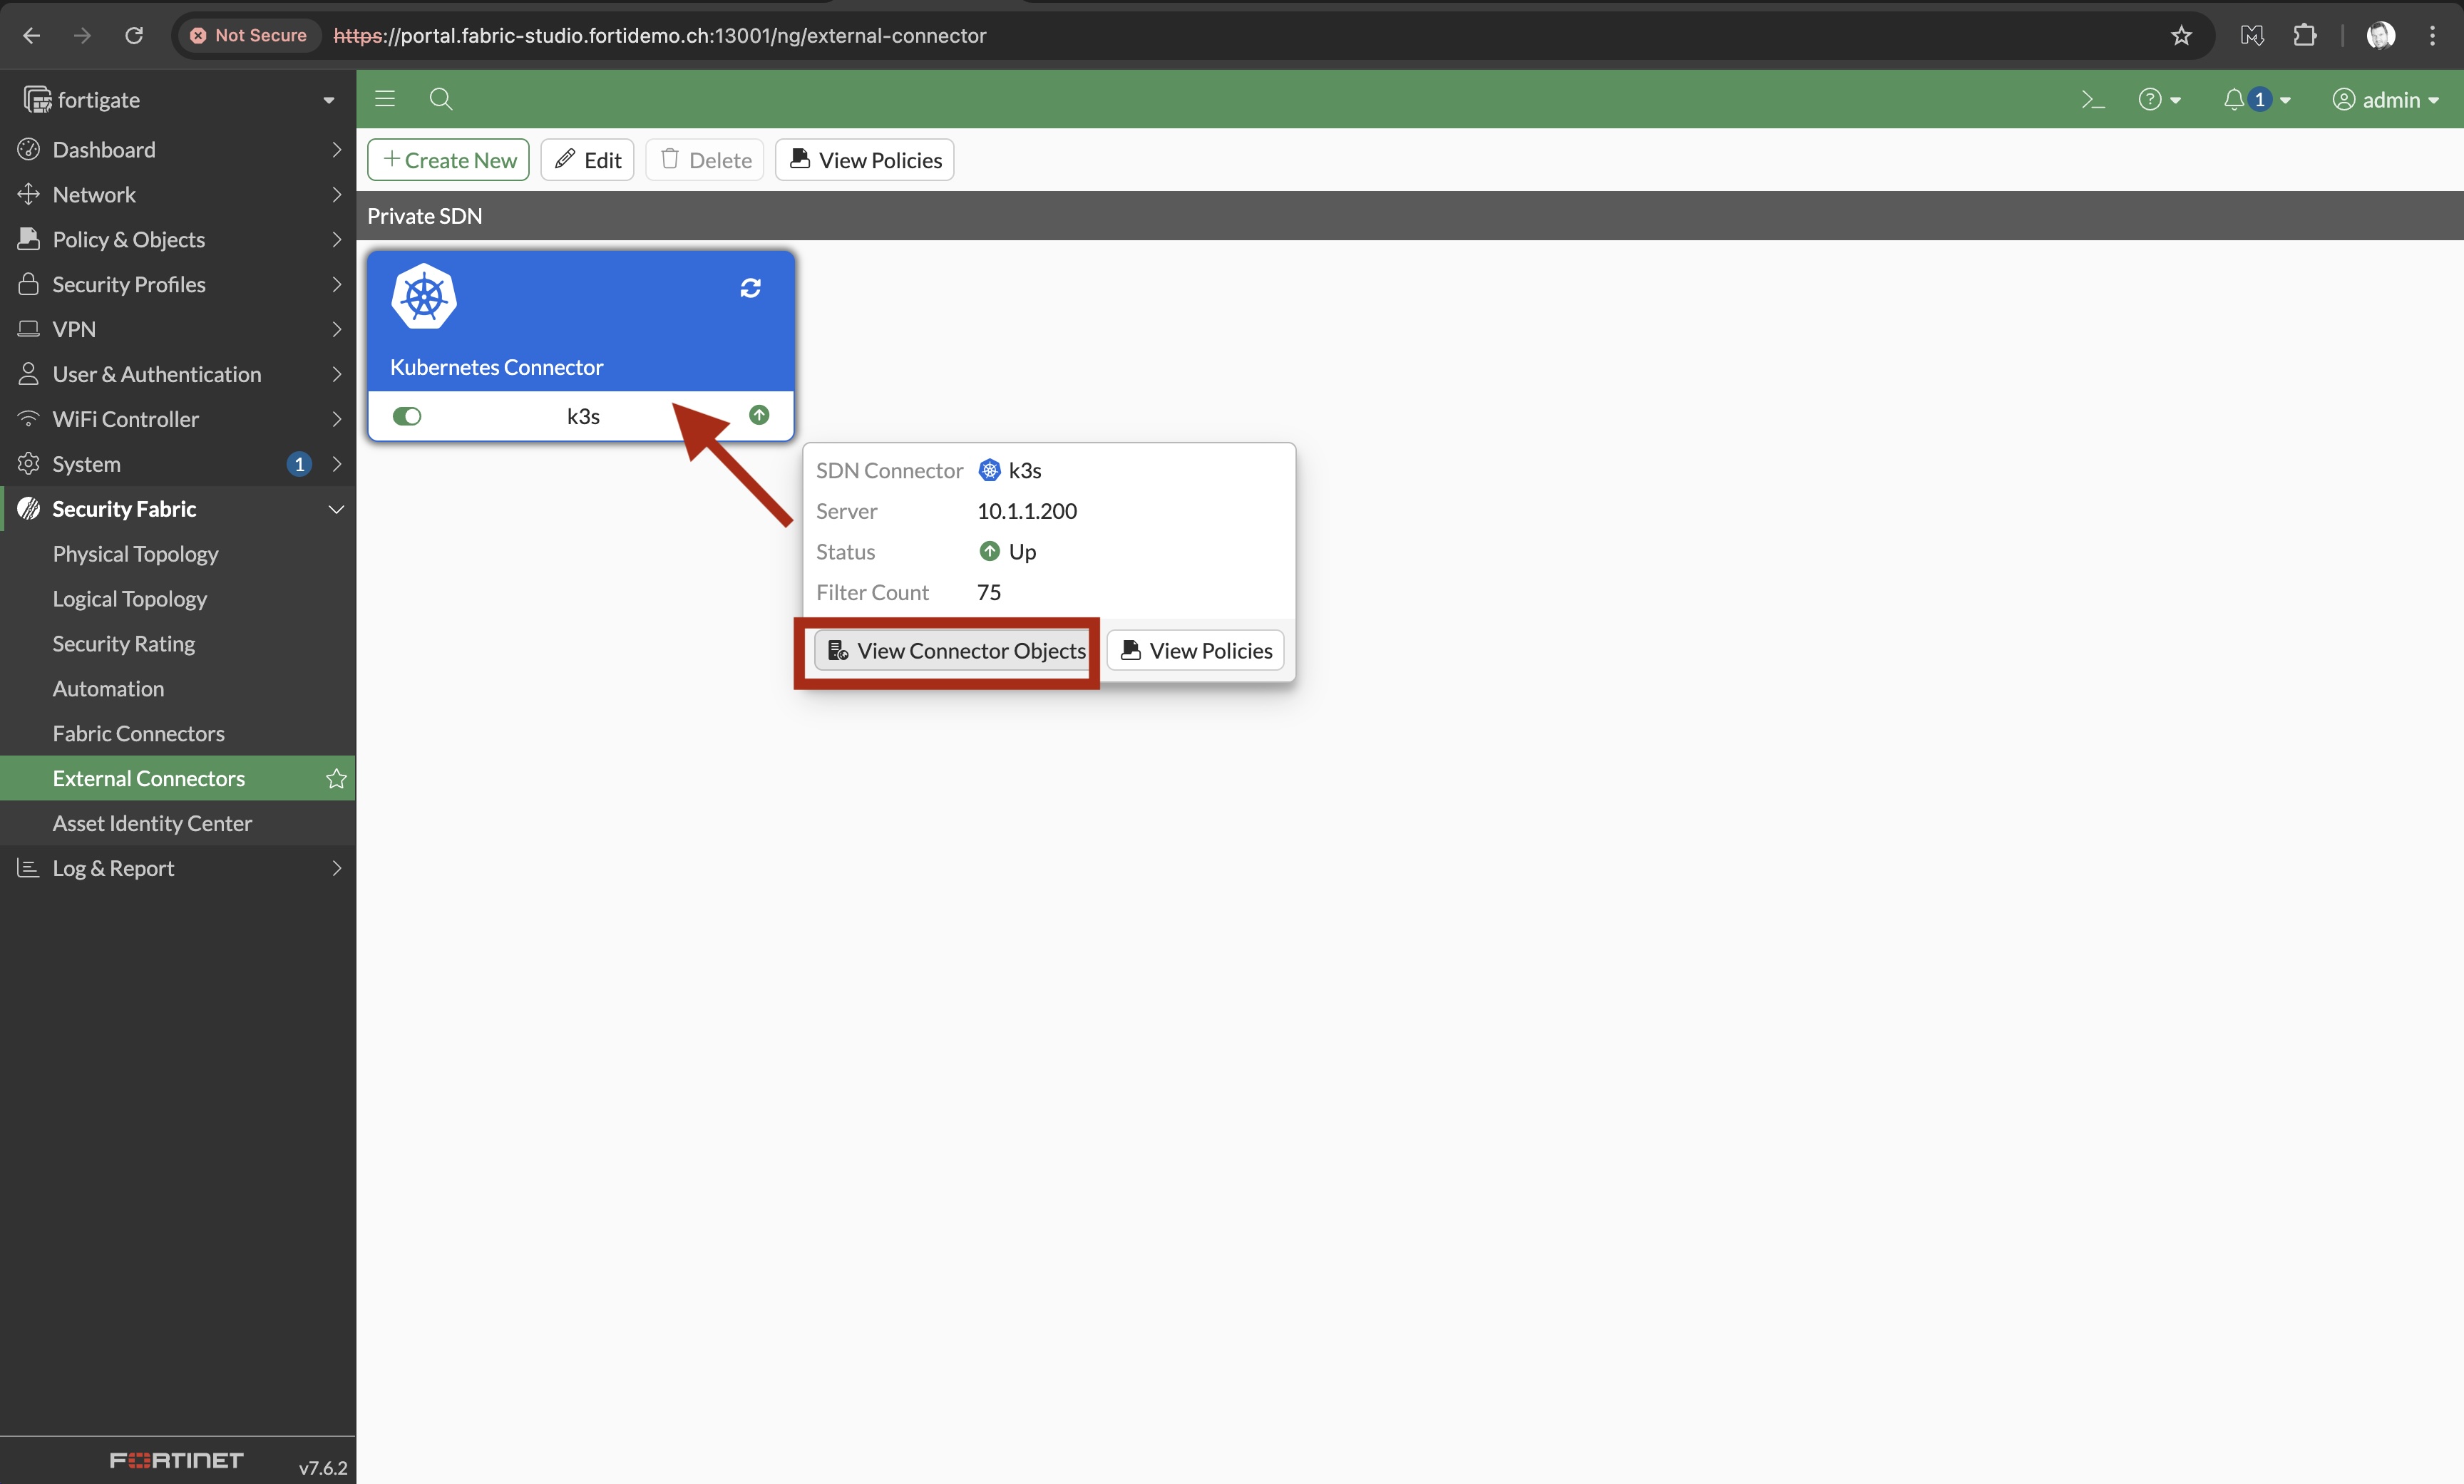 Not Secure https://portal.fabric-studio.fortidemo.ch:13001/ng/external-connector
fortigate
Dashboard
Network
Policy & Objects
Security Profiles
VPN
User & Authentication
WiFi Controller
System 1
Security Fabric
Physical Topology
Logical Topology
Security Rating
Automation
Fabric Connectors
External Connectors
Asset Identity Center
Log & Report
FORTINET v7.6.2
>_ ? 1 admin
+ Create New Edit Delete View Policies
Private SDN
Kubernetes Connector
k3s
SDN Connector k3s
Server 10.1.1.200
Status Up
Filter Count 75
View Connector Objects View Policies